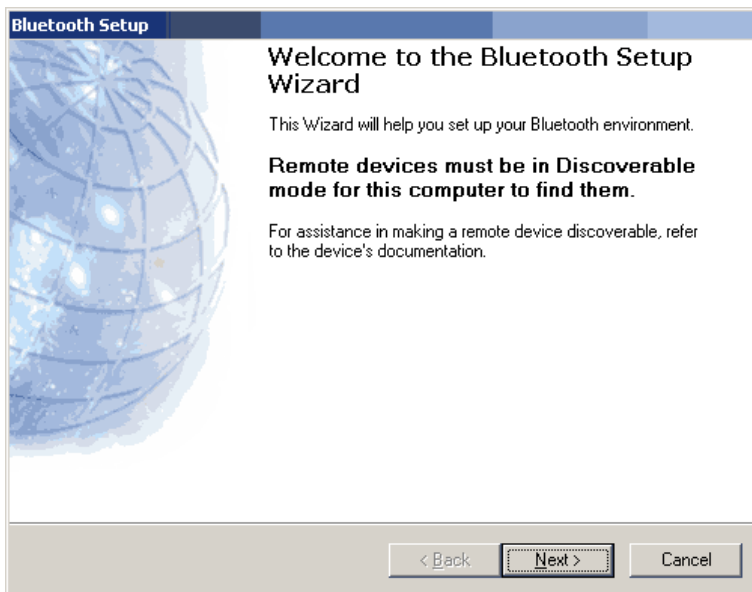 Bluetooth Setup
Welcome to the Bluetooth Setup
Wizard
This Wizard will help you set up your Bluetooth environment.
Remote devices must be in Discoverable
mode for this computer to find them.
For assistance in making a remote device discoverable, refer
to the device's documentation.
< Back
Next >
Cancel